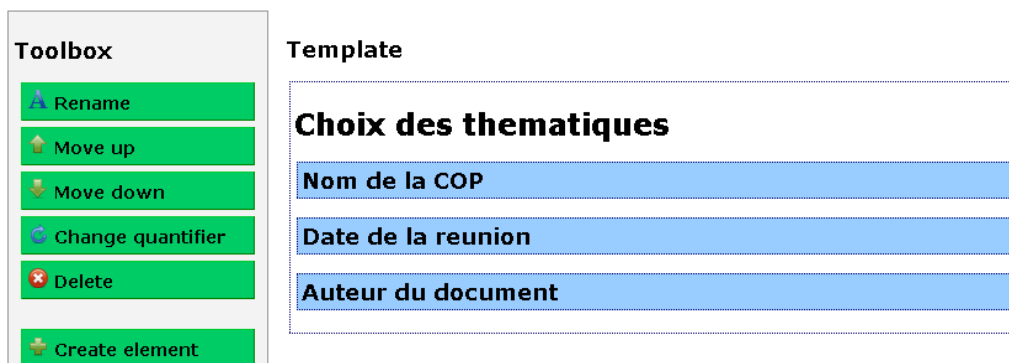 Toolbox
Rename
Move up
Move down
Change quantifier
Delete
Create element
Template
Choix des thematiques
Nom de la COP
Date de la reunion
Auteur du document